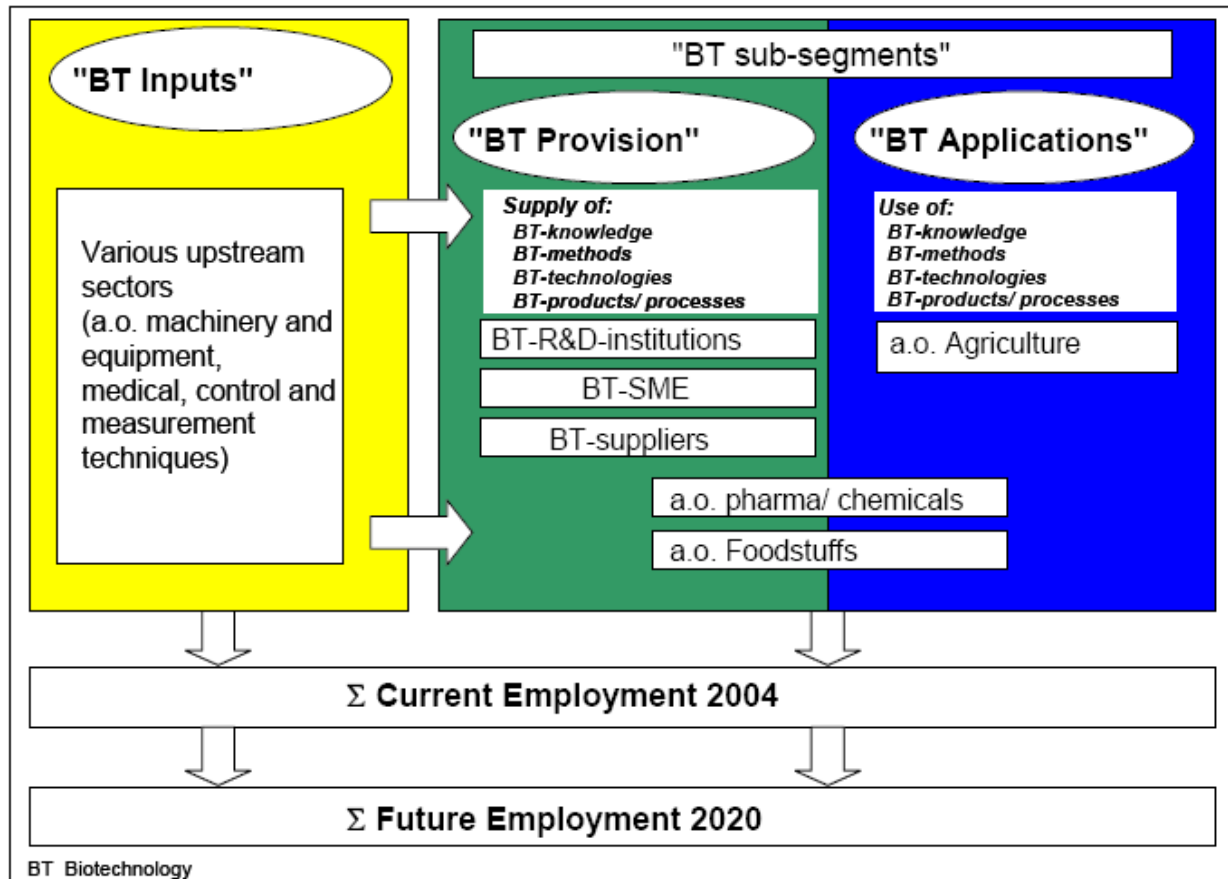 "BT Inputs"
Various upstream
sectors
(a.o. machinery and
equipment,
medical, control and
measurement
techniques)
"BT sub-segments"
"BT Provision"
Supply of:
BT-knowledge
BT-methods
BT-technologies
BT-products/ processes
BT-R&D-institutions
BT-SME
BT-suppliers
"BT Applications"
Use of:
BT-knowledge
BT-methods
BT-technologies
BT-products/ processes
a.o. Agriculture
a.o. pharma/ chemicals
a.o. Foodstuffs
Σ Current Employment 2004
Σ Future Employment 2020
BT Biotechnology